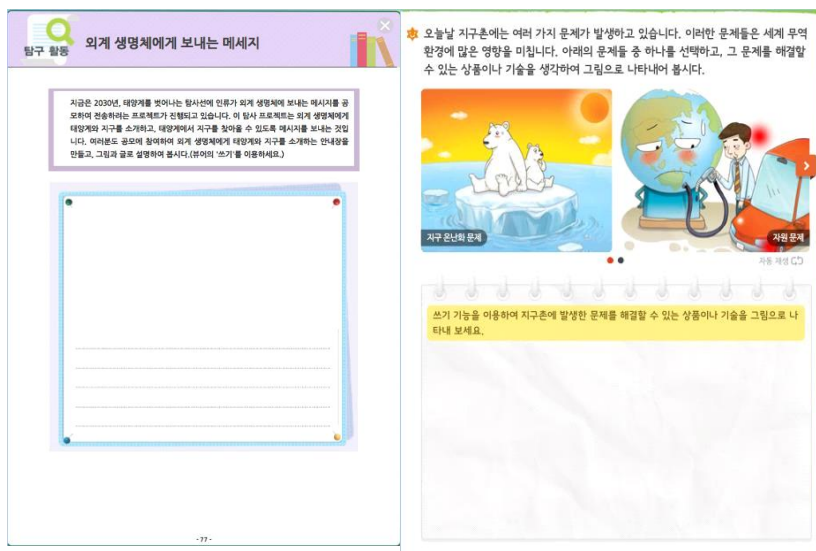 탐구 활동
외계 생명체에게 보내는 메세지
지금은 2030년, 태양계를 벗어나는 탐사선에 인류가 외계 생명체에 보내는 메시지를 공
모하여 전송하려는 프로젝트가 진행되고 있습니다. 이 탐사 프로젝트는 외계 생명체에게
태양계와 지구를 소개하고, 태양계에서 지구를 찾아올 수 있도록 메시지를 보내는 것입
니다. 여러분도 공모에 참여하여 외계 생명체에게 태양계와 지구를 소개하는 안내장을
만들고, 그림과 글로 설명하여 봅시다.(뷰어의 '쓰기'를 이용하세요.)
- 77 -
오늘날 지구촌에는 여러 가지 문제가 발생하고 있습니다. 이러한 문제들은 세계 무역
환경에 많은 영향을 미칩니다. 아래의 문제들 중 하나를 선택하고, 그 문제를 해결할
수 있는 상품이나 기술을 생각하여 그림으로 나타내어 봅시다.
지구 온난화 문제
자원 문제
자동 재생
쓰기 기능을 이용하여 지구촌에 발생한 문제를 해결할 수 있는 상품이나 기술을 그림으로 나
타내 보세요.